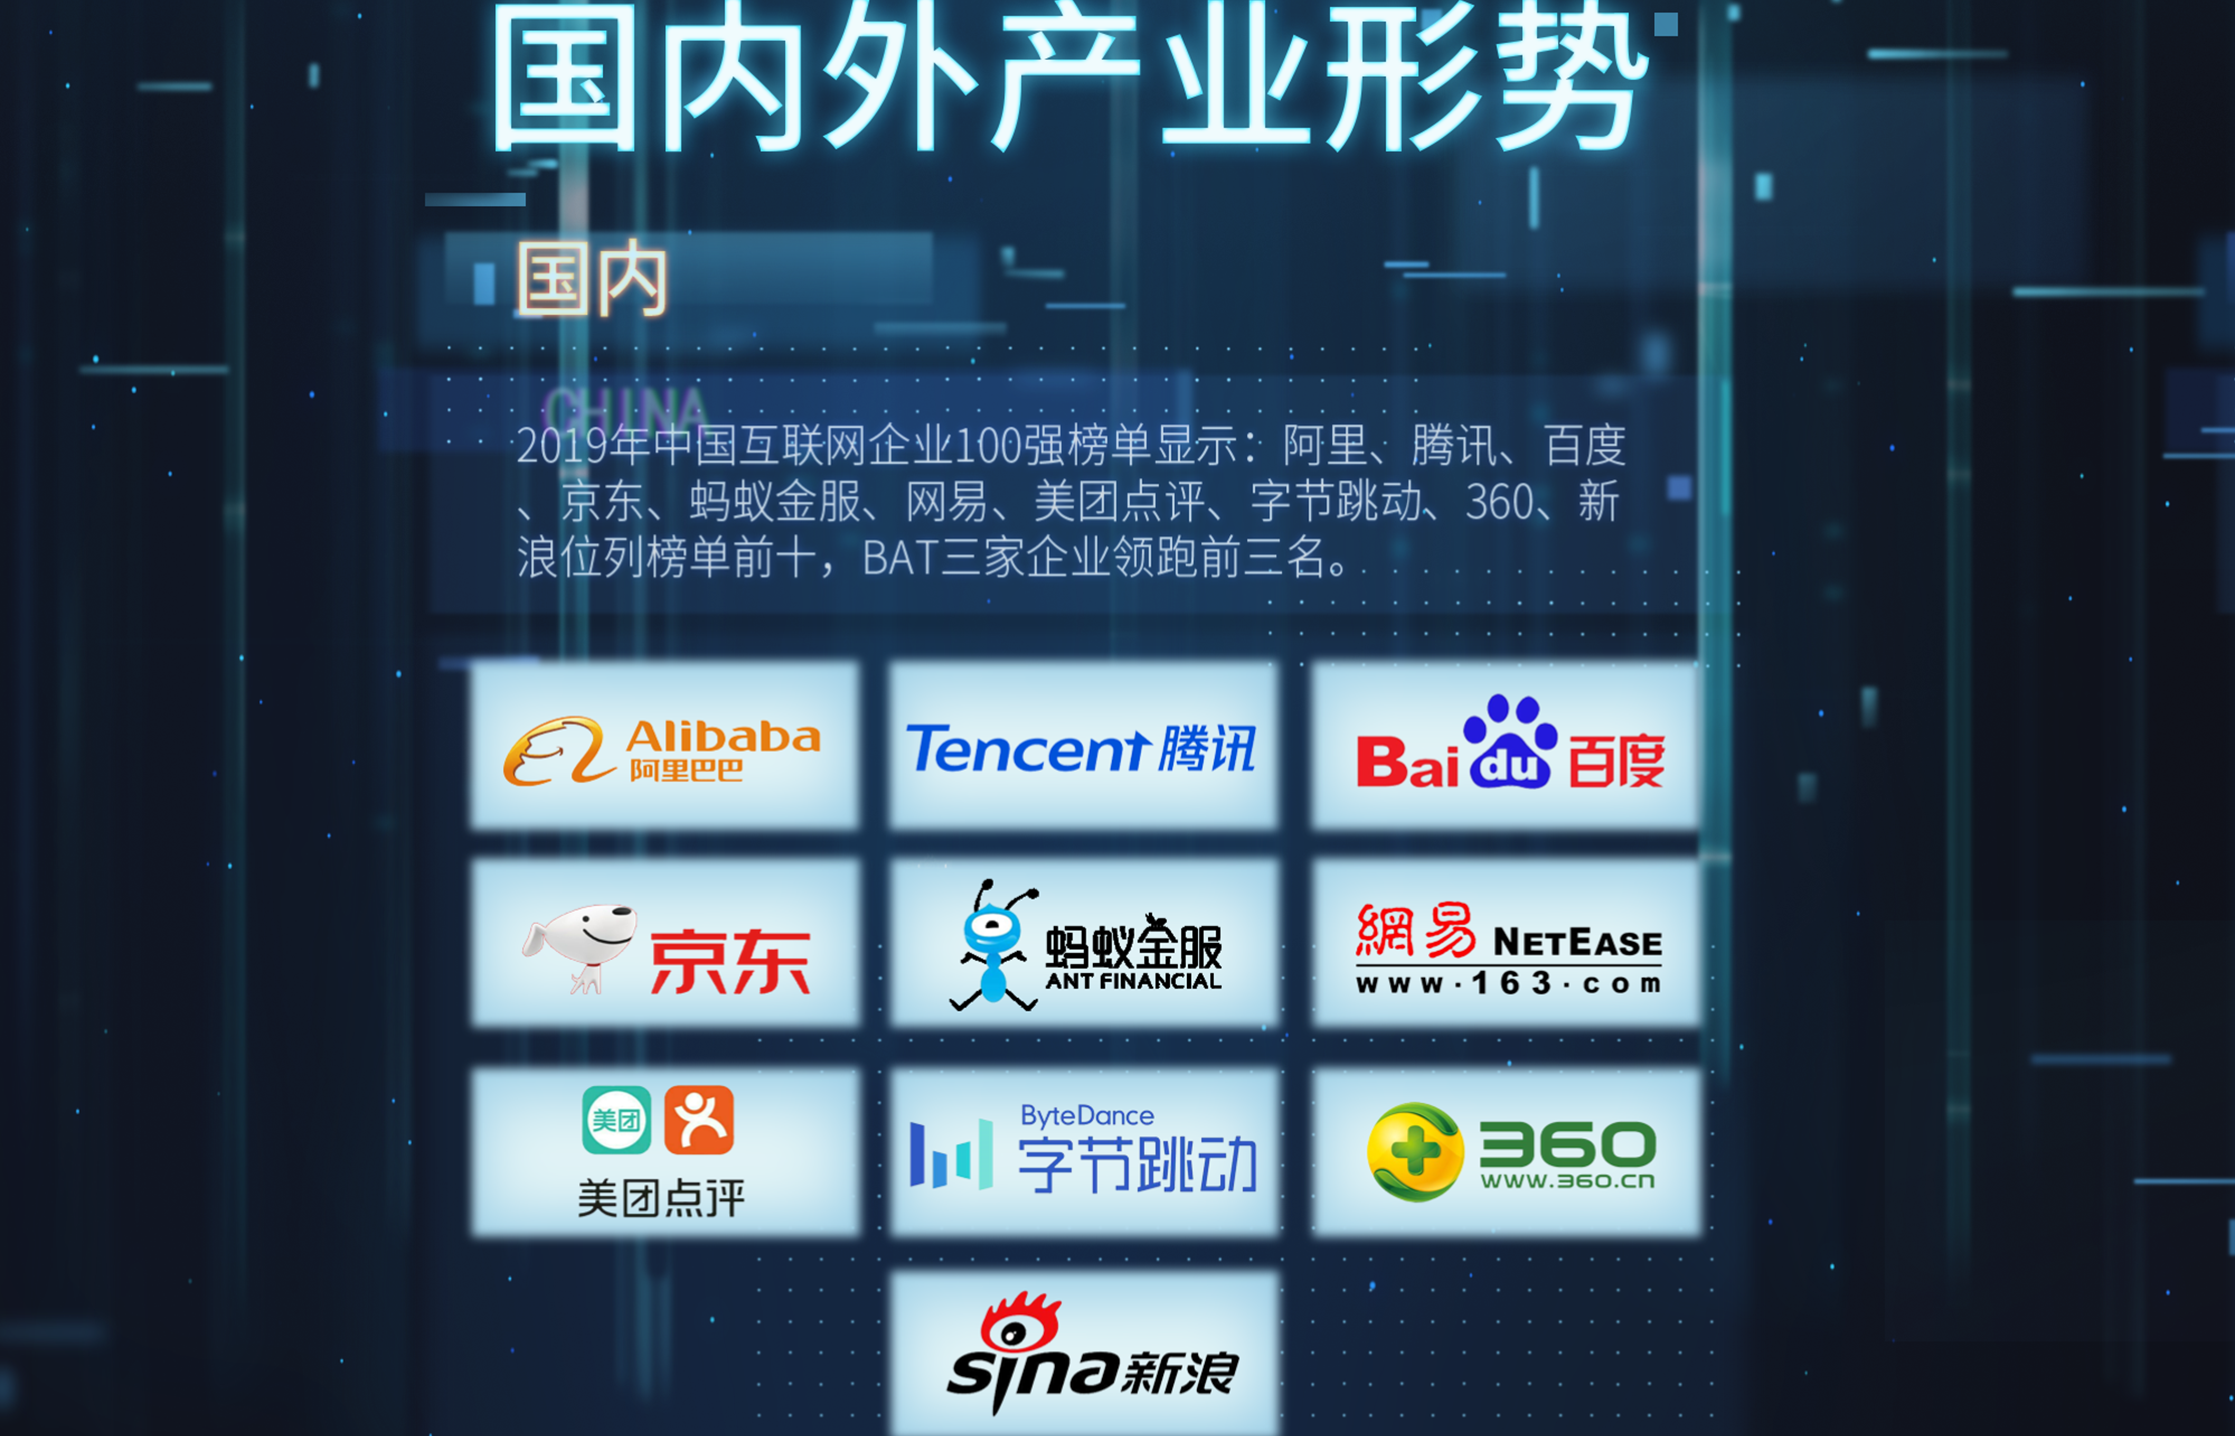 国内外产业形势
国内
CHINA
2019年中国互联网企业100强榜单显示：阿里、腾讯、百度
、京东、蚂蚁金服、网易、美团点评、字节跳动、360、新
浪位列榜单前十，BAT三家企业领跑前三名。
Alibaba
阿里巴巴
Tencent 腾讯
Bai du 百度
京东
蚂蚁金服
ANT FINANCIAL
網易 NETEASE
www.163.com
美团
美团点评
ByteDance
字节跳动
360
www.360.cn
sina新浪